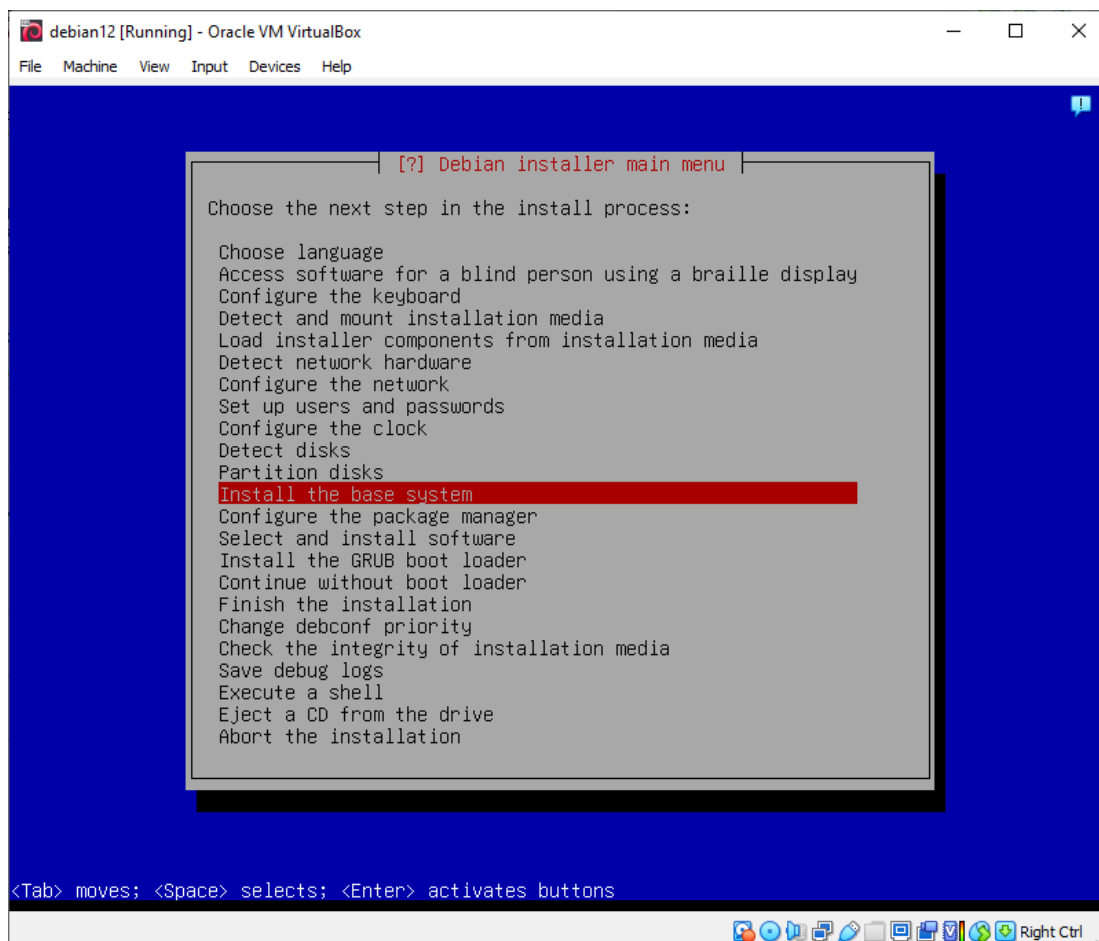 debian12 [Running] - Oracle VM VirtualBox
File Machine View Input Devices Help
[?] Debian installer main menu
Choose the next step in the install process:
Choose language
Access software for a blind person using a braille display
Configure the keyboard
Detect and mount installation media
Load installer components from installation media
Detect network hardware
Configure the network
Set up users and passwords
Configure the clock
Detect disks
Partition disks
Install the base system
Configure the package manager
Select and install software
Install the GRUB boot loader
Continue without boot loader
Finish the installation
Change debconf priority
Check the integrity of installation media
Save debug logs
Execute a shell
Eject a CD from the drive
Abort the installation
<Tab> moves; <Space> selects; <Enter> activates buttons
Right Ctrl